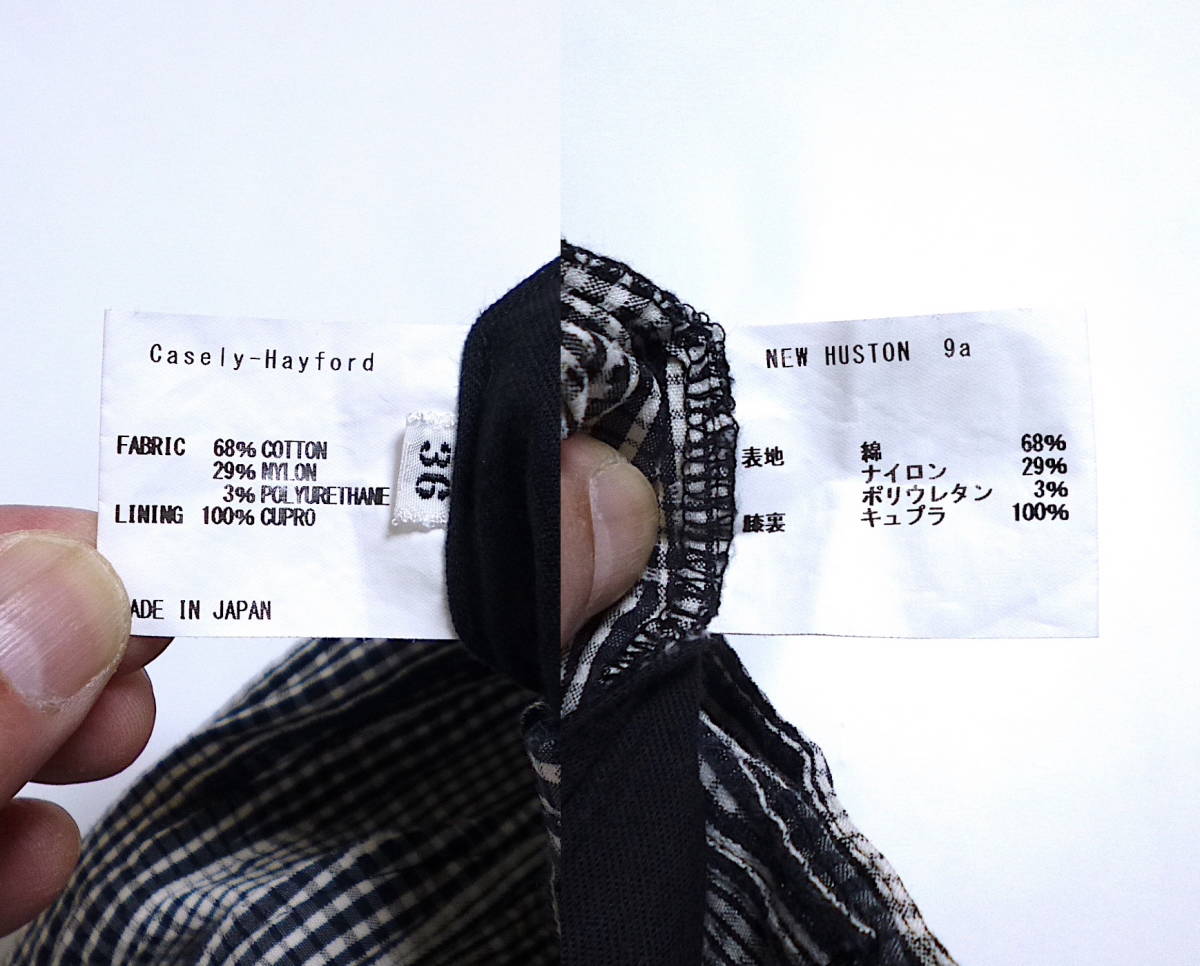 Casely-Hayford
FABRIC 68% COTTON
29% NYLON
3% POLYURETHANE
LINING 100% CUPRO
ADE IN JAPAN
36
NEW HUSTON 9a
表地 綿 68%
ナイロン 29%
ポリウレタン 3%
膝裏 キュプラ 100%